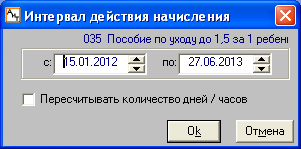 Интервал действия начисления
035 Пособие по уходу до 1,5 за 1 ребен
с: 15.01.2012 по: 27.06.2013
Пересчитывать количество дней / часов
Ok Отмена